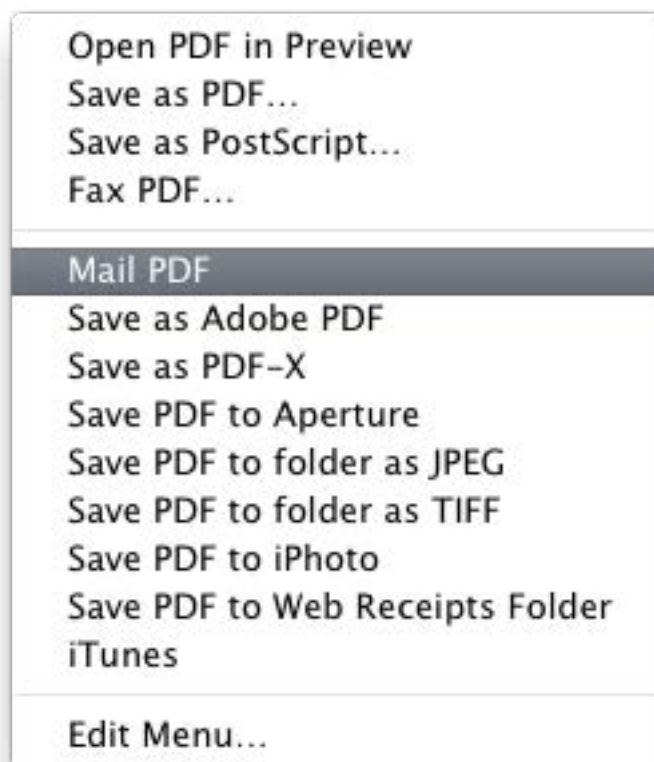 Open PDF in Preview
Save as PDF…
Save as PostScript…
Fax PDF…
Mail PDF
Save as Adobe PDF
Save as PDF-X
Save PDF to Aperture
Save PDF to folder as JPEG
Save PDF to folder as TIFF
Save PDF to iPhoto
Save PDF to Web Receipts Folder
iTunes
Edit Menu…